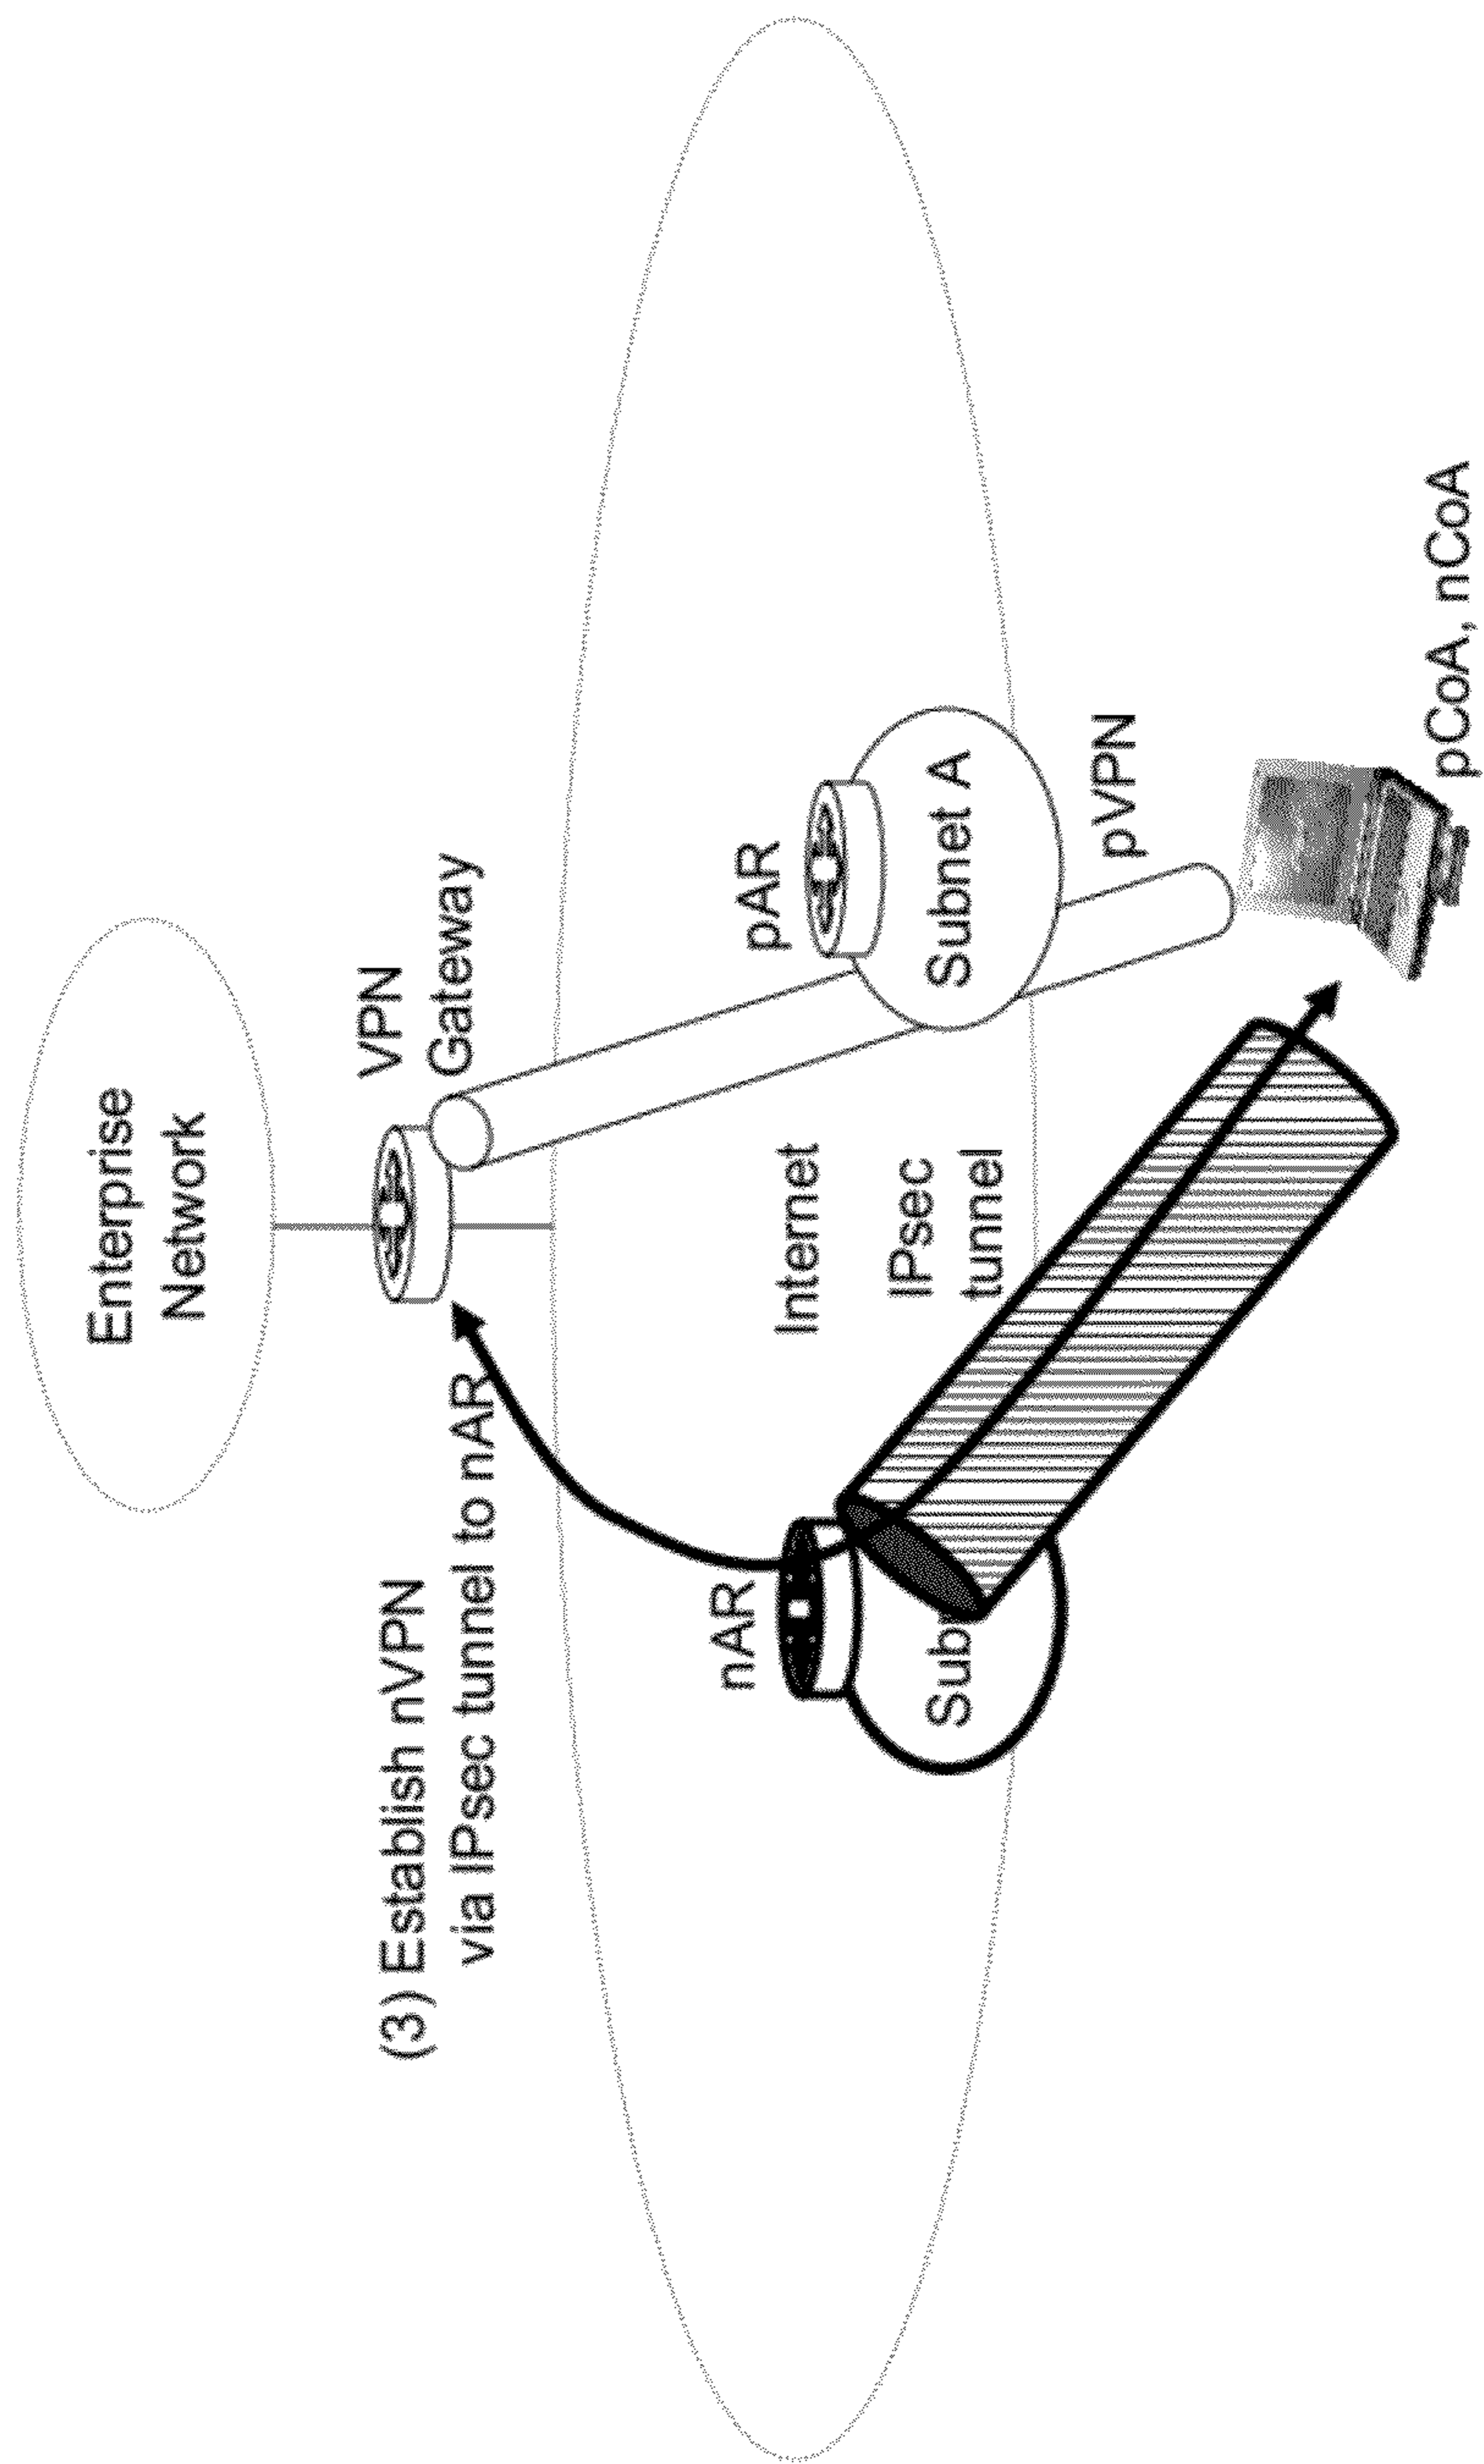 Enterprise
Network
VPN
Gateway
(3) Establish nVPN
via IPsec tunnel to nAR
nAR
Internet
pAR
IPsec
tunnel
Sub
Subnet A
pVPN
pCoA, nCoA